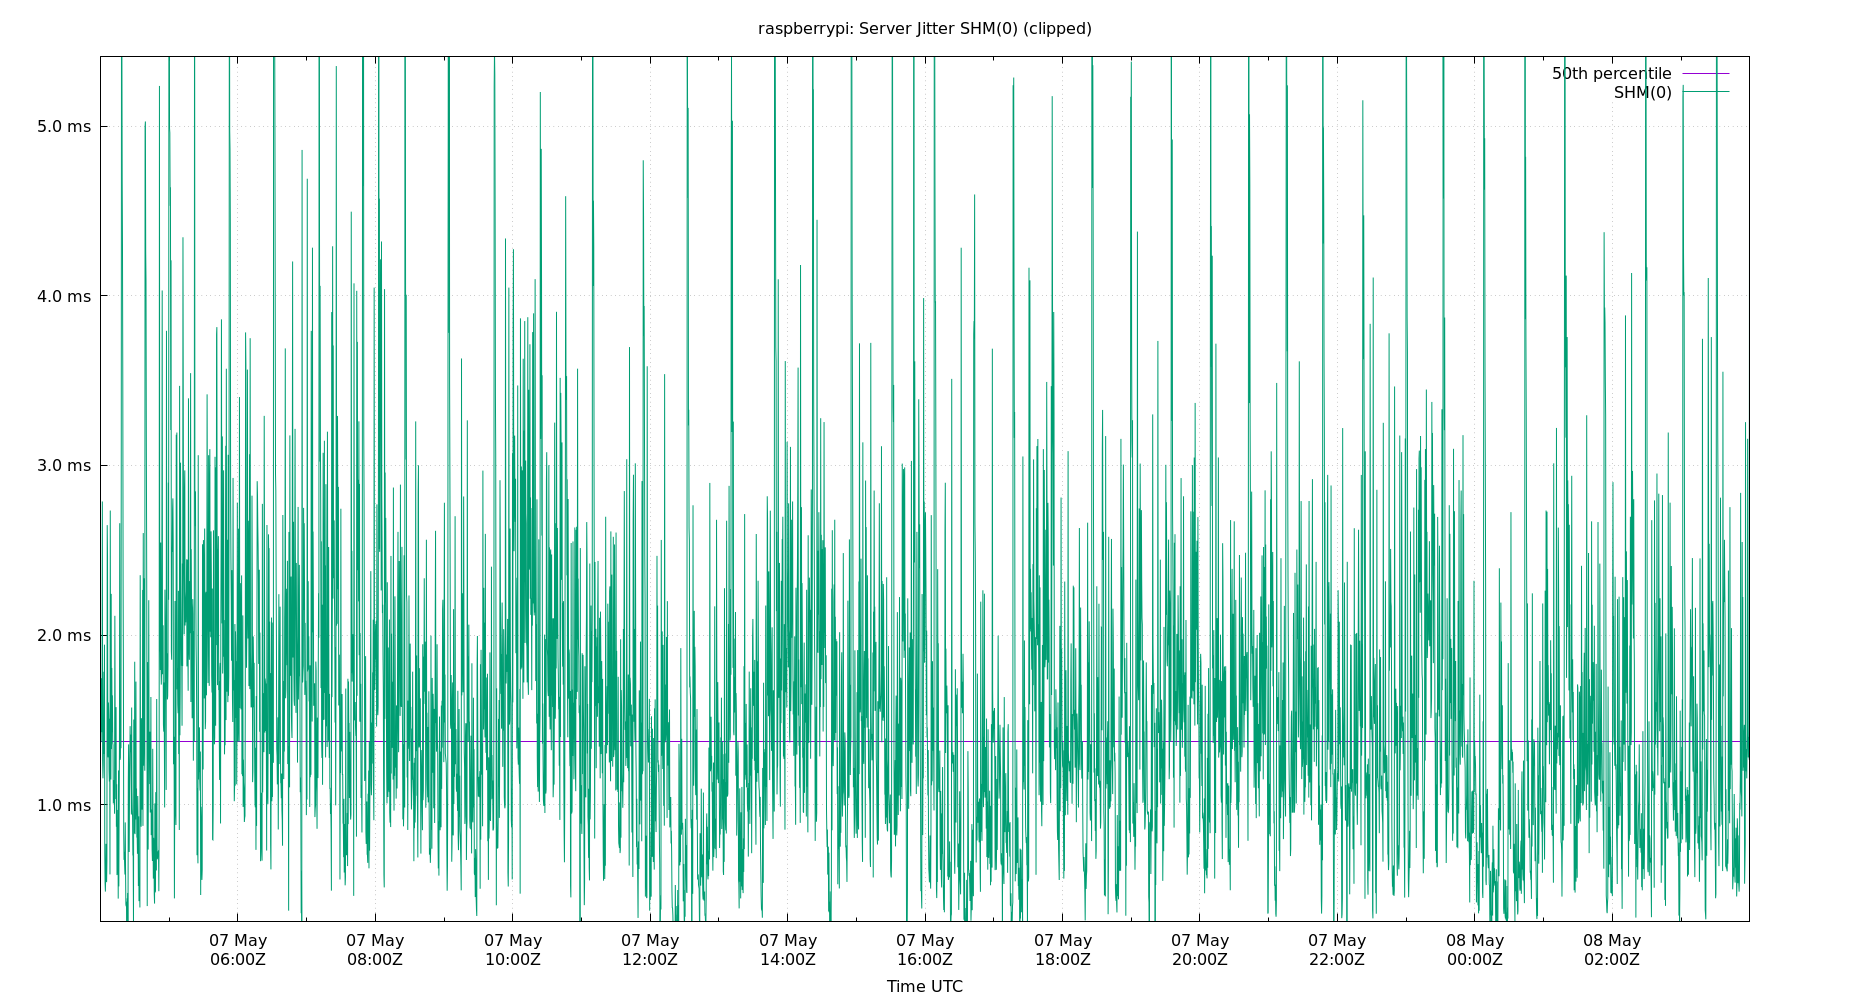 raspberrypi: Server Jitter SHM(0) (clipped)
50th percentile
SHM(0)
5.0 ms
4.0 ms
3.0 ms
2.0 ms
1.0 ms
07 May 07 May 07 May 07 May 07 May 07 May 07 May 07 May 07 May 08 May 08 May
06:00Z 08:00Z 10:00Z 12:00Z 14:00Z 16:00Z 18:00Z 20:00Z 22:00Z 00:00Z 02:00Z
Time UTC